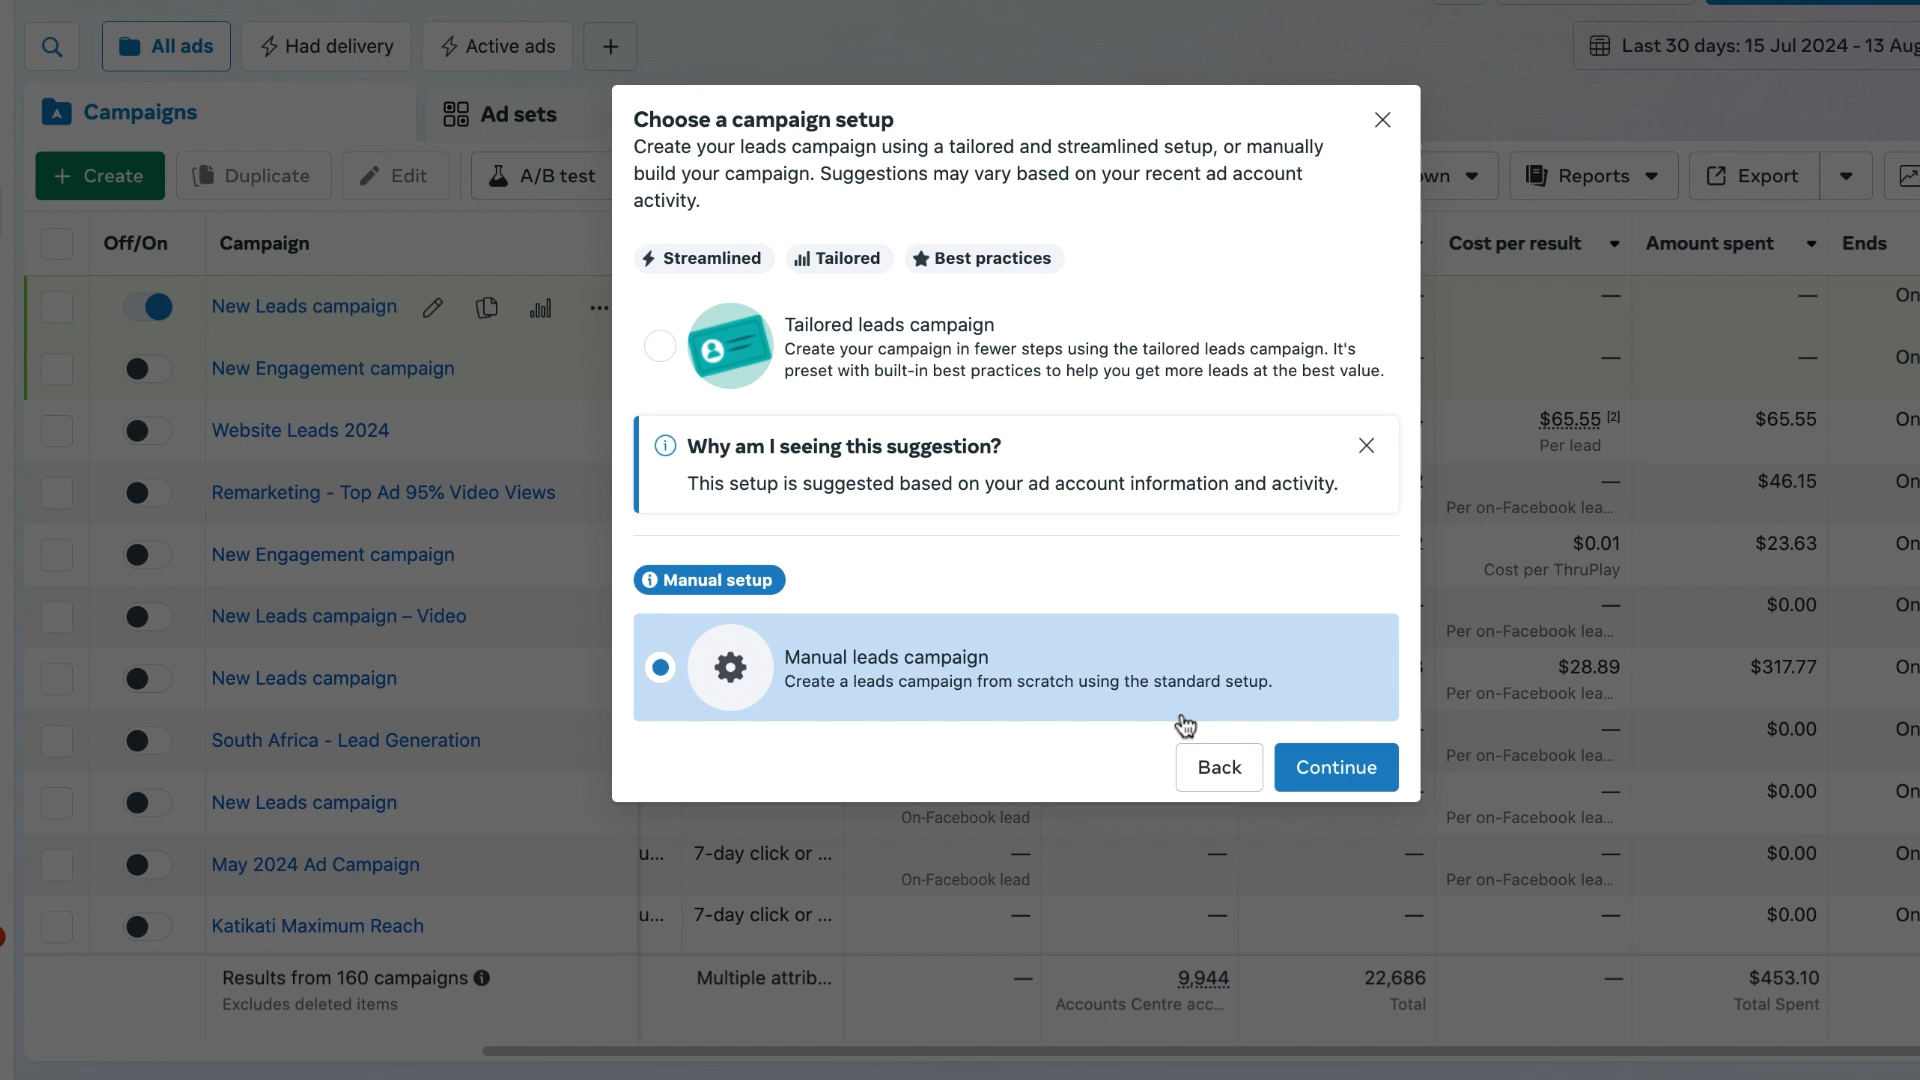 All ads
Had delivery
Active ads
Last 30 days: 15 Jul 2024 - 13 Aug
Campaigns
Ad sets
Create
Duplicate
Edit
A/B test
Reports
Export
Off/On
Campaign
Cost per result
Amount spent
Ends
Choose a campaign setup
Create your leads campaign using a tailored and streamlined setup, or manually
build your campaign. Suggestions may vary based on your recent ad account
activity.
Streamlined
Tailored
Best practices
Tailored leads campaign
Create your campaign in fewer steps using the tailored leads campaign. It's
preset with built-in best practices to help you get more leads at the best value.
Why am I seeing this suggestion?
This setup is suggested based on your ad account information and activity.
Manual setup
Manual leads campaign
Create a leads campaign from scratch using the standard setup.
Back
Continue
New Leads campaign
— — On
New Engagement campaign
— — On
Website Leads 2024
$65.55 [2] $65.55 On
Per lead
Remarketing - Top Ad 95% Video Views
— $46.15 On
Per on-Facebook lea...
New Engagement campaign
$0.01 $23.63 On
Cost per ThruPlay
New Leads campaign – Video
— $0.00 On
Per on-Facebook lea...
New Leads campaign
$28.89 $317.77 On
Per on-Facebook lea...
South Africa - Lead Generation
— $0.00 On
Per on-Facebook lea...
New Leads campaign
— $0.00 On
On-Facebook lead Per on-Facebook lea...
May 2024 Ad Campaign
u... 7-day click or ... — — — — $0.00 On
On-Facebook lead Per on-Facebook lea...
Katikati Maximum Reach
u... 7-day click or ... — — — — $0.00 On
Results from 160 campaigns
Multiple attrib... — 9,944 22,686 — $453.10
Excludes deleted items
Accounts Centre acc... Total Total Spent